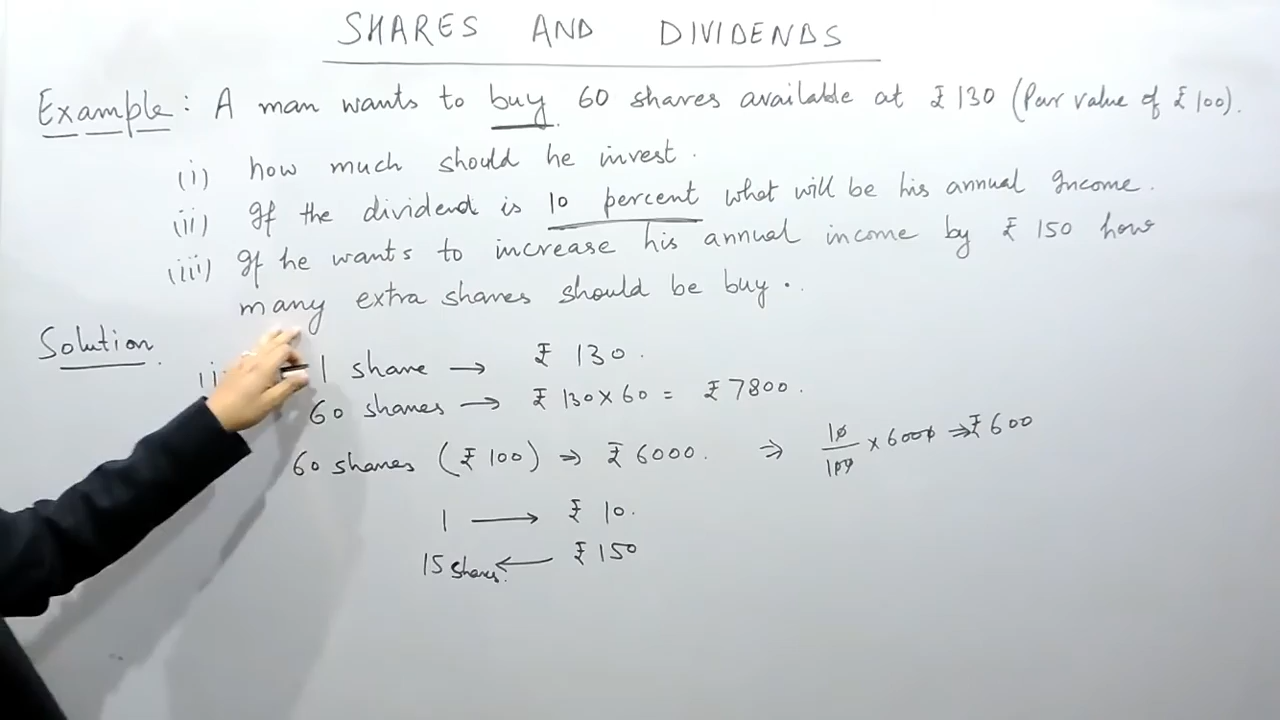 SHARES AND DIVIDENDS
Example: A man wants to buy 60 shares available at ₹ 130 (Par value of ₹ 100).
(i) how much should he invest.
(ii) If the dividend is 10 percent what will be his annual Income.
(iii) If he wants to increase his annual income by ₹ 150 how
many extra shares should be buy.
Solution
1 share → ₹ 130.
60 shares → ₹ 130 × 60 = ₹ 7800.
60 shares (₹ 100) ⇒ ₹ 6000. ⇒ 10/100 × 6000 ⇒ ₹ 600
1 → ₹ 10.
15 shares. ← ₹ 150